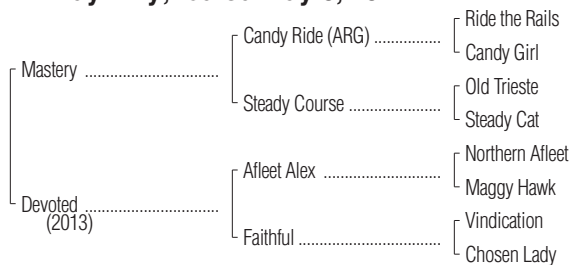 Ride the Rails
Candy Ride (ARG)
Candy Girl
Mastery
Old Trieste
Steady Course
Steady Cat
Northern Afleet
Afleet Alex
Maggy Hawk
Devoted
(2013)
Vindication
Faithful
Chosen Lady